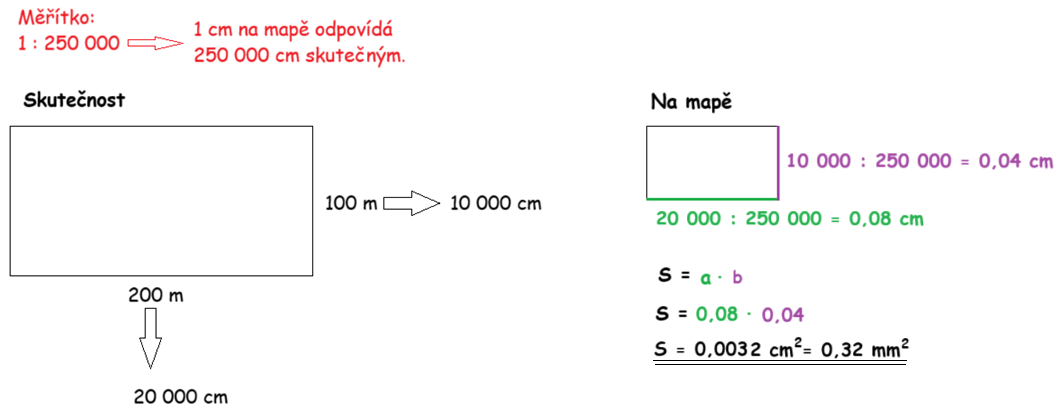 Měřítko:
1 : 250 000
1 cm na mapě odpovídá
250 000 cm skutečným.
Skutečnost
100 m
10 000 cm
200 m
20 000 cm
Na mapě
10 000 : 250 000 = 0,04 cm
20 000 : 250 000 = 0,08 cm
S = a · b
S = 0,08 · 0,04
S = 0,0032 cm²= 0,32 mm²